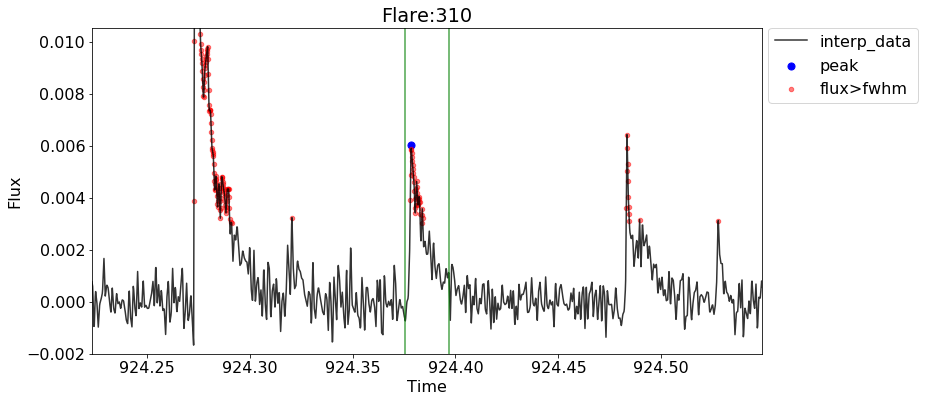 Flare:310
interp_data
peak
flux>fwhm
Flux
0.010
0.008
0.006
0.004
0.002
0.000
−0.002
924.25 924.30 924.35 924.40 924.45 924.50
Time